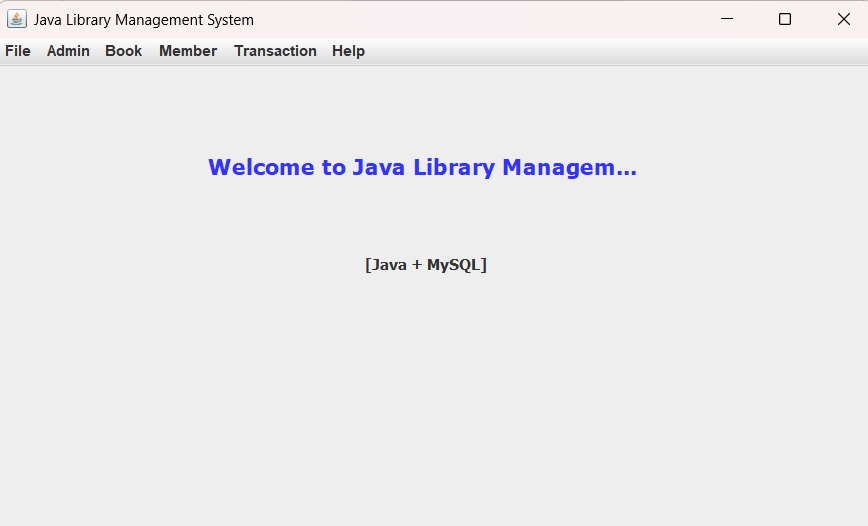 Java Library Management System
File Admin Book Member Transaction Help
Welcome to Java Library Managem...
[Java + MySQL]